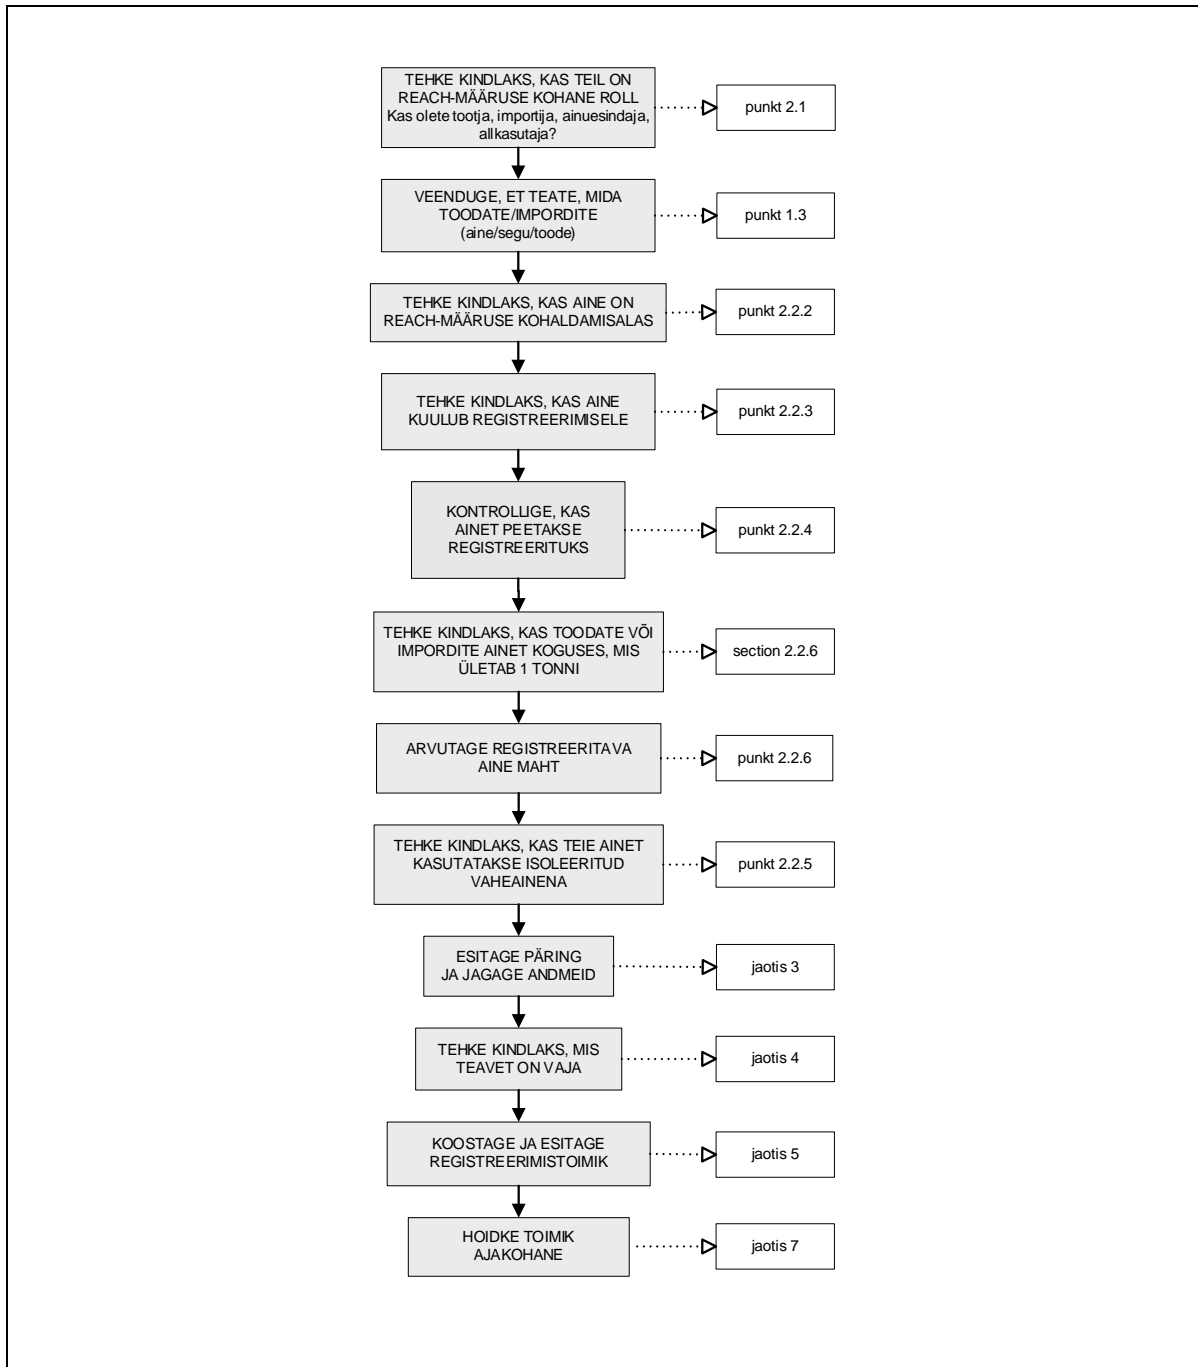 TEHKE KINDLAKS, KAS TEIL ON
REACH-MÄÄRUSE KOHANE ROLL
Kas olete tootja, importija, ainuesindaja,
allkasutaja?
punkt 2.1
VEENDUGE, ET TEATE, MIDA
TOODATE/IMPORDITE
(aine/segu/toode)
punkt 1.3
TEHKE KINDLAKS, KAS AINE ON
REACH-MÄÄRUSE KOHALDAMISALAS
punkt 2.2.2
TEHKE KINDLAKS, KAS AINE
KUULUB REGISTREERIMISELE
punkt 2.2.3
KONTROLLIGE, KAS
AINET PEETAKSE
REGISTREERITUKS
punkt 2.2.4
TEHKE KINDLAKS, KAS TOODATE VÕI
IMPORDITE AINET KOGUSES, MIS
ÜLETAB 1 TONNI
section 2.2.6
ARVUTAGE REGISTREERITAVA
AINE MAHT
punkt 2.2.6
TEHKE KINDLAKS, KAS TEIE AINET
KASUTATAKSE ISOLEERITUD
VAHEAINENA
punkt 2.2.5
ESITAGE PÄRING
JA JAGAGE ANDMEID
jaotis 3
TEHKE KINDLAKS, MIS
TEAVET ON VAJA
jaotis 4
KOOSTAGE JA ESITAGE
REGISTREERIMISTOIMIK
jaotis 5
HOIDKE TOIMIK
AJAKOHANE
jaotis 7